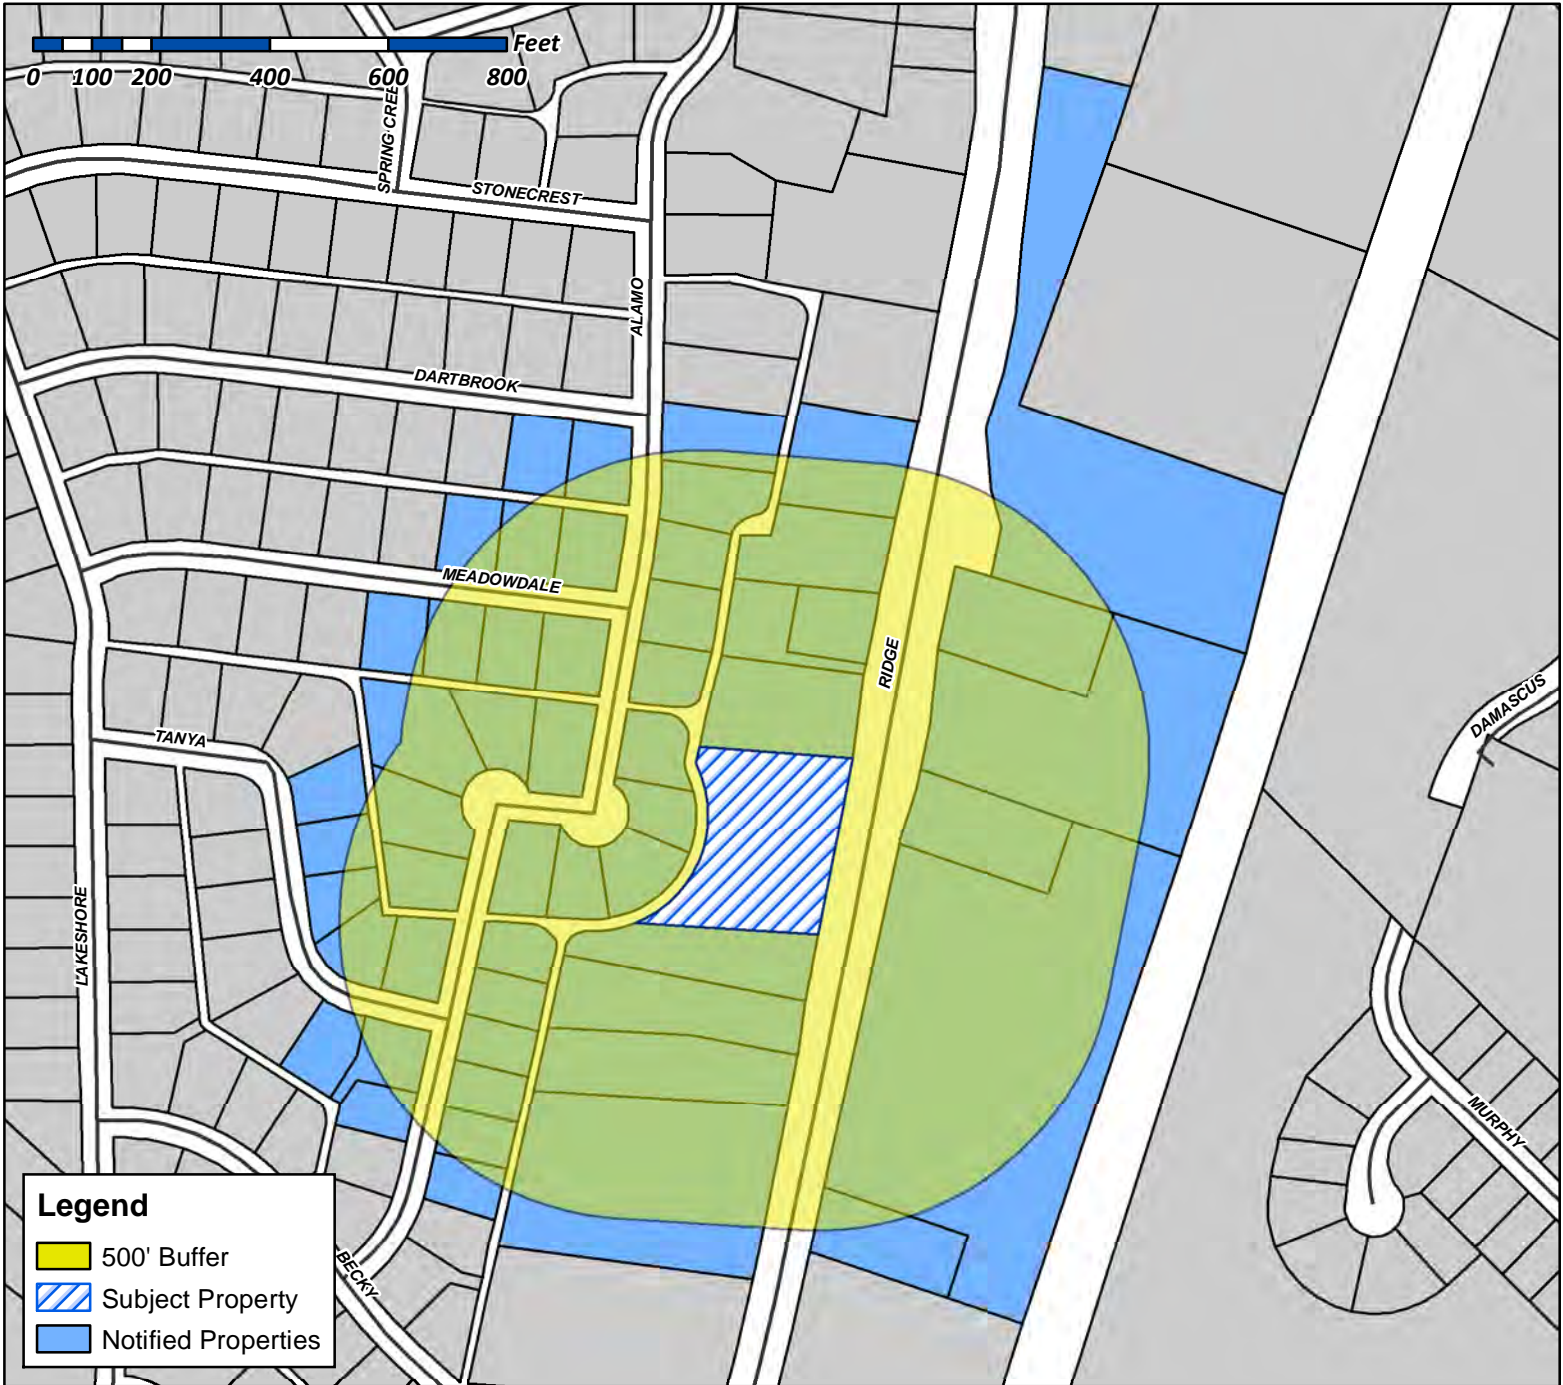 Feet
0 100 200 400 600 800
SPRING CREE
STONECREST
ALAMO
DARTBROOK
MEADOWDALE
RIDGE
DAMASCUS
TANYA
LAKESHORE
MURPHY
BECKY
Legend
500' Buffer
Subject Property
Notified Properties